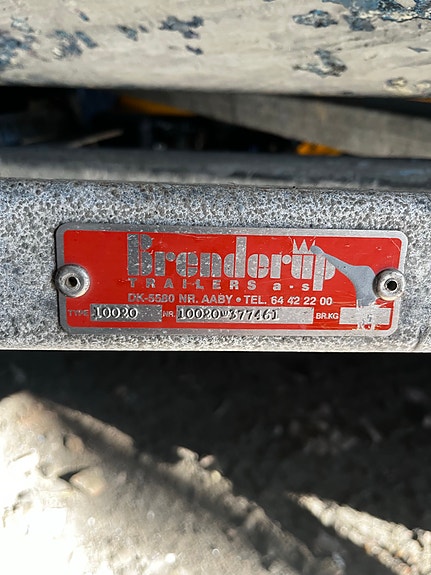 Brenderup
TRAILERS a·s
DK-5580 NR. AABY • TEL. 64 42 22 00
TYPE 10020 NR. 10020 377461 BR.KG